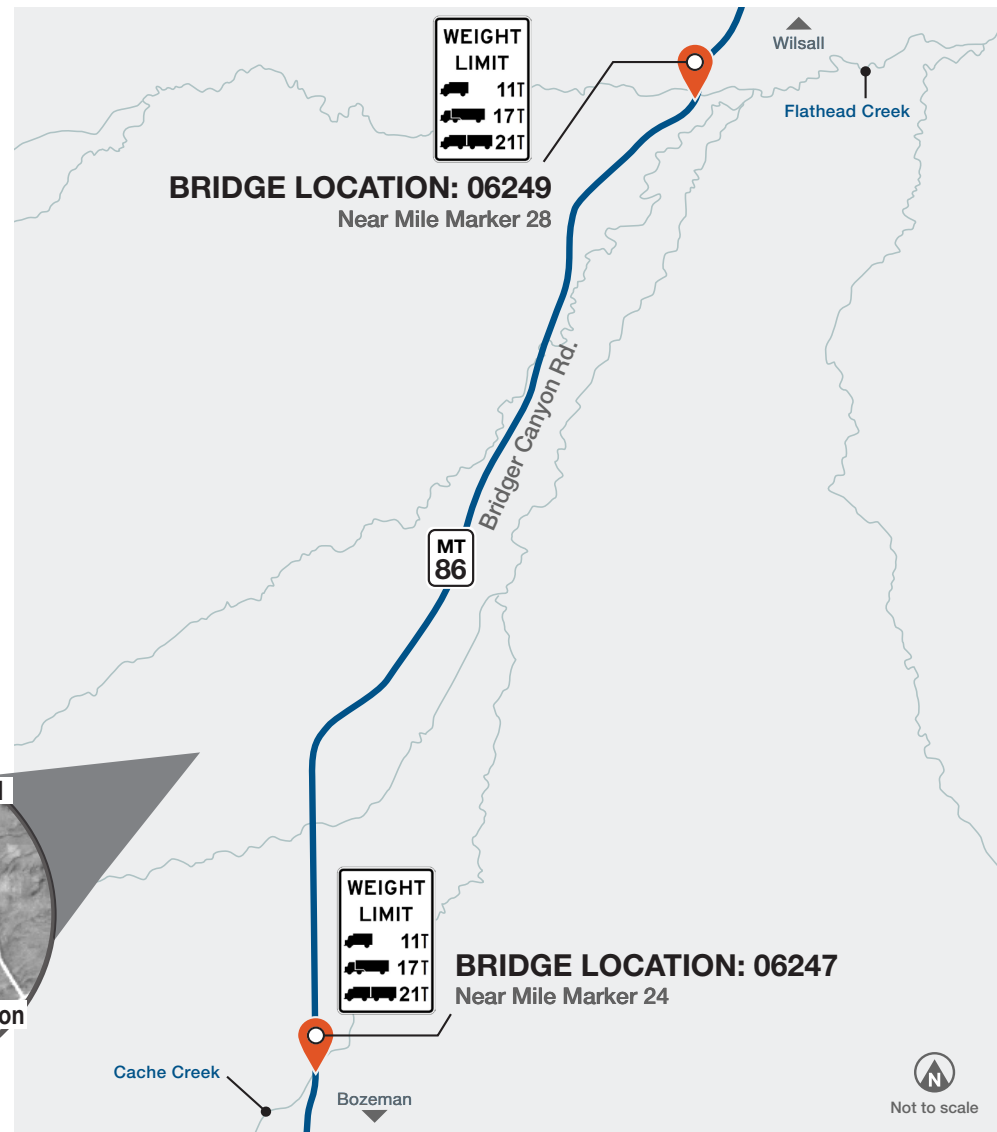 WEIGHT
LIMIT
11T
17T
21T
Wilsall
Flathead Creek
BRIDGE LOCATION: 06249
Near Mile Marker 28
Bridger Canyon Rd.
MT
86
WEIGHT
LIMIT
11T
17T
21T
BRIDGE LOCATION: 06247
Near Mile Marker 24
on
Cache Creek
Bozeman
N
Not to scale